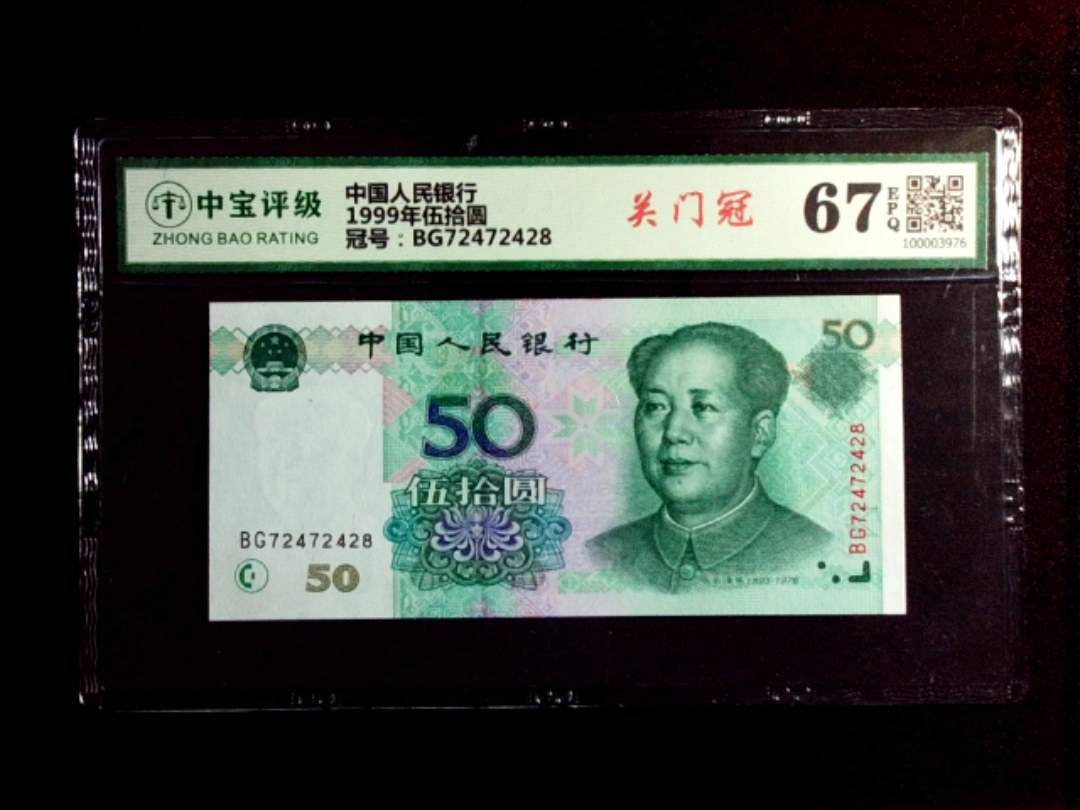 中宝评级
ZHONG BAO RATING
中国人民银行
1999年伍拾圆
冠号：BG72472428
关门冠
67
EPQ
100003976
中国人民银行
50
50
伍拾圆
BG72472428
50
BG72472428
1893-1976